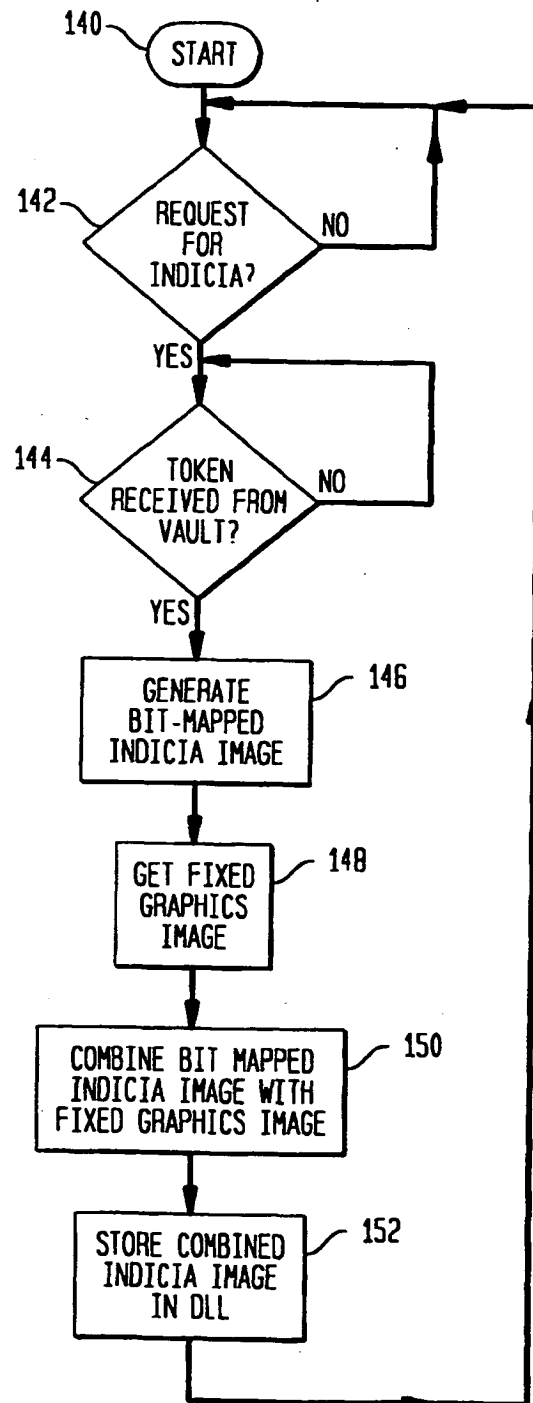 140
START
142
REQUEST
FOR
INDICIA?
NO
YES
144
TOKEN
RECEIVED FROM
VAULT?
NO
YES
GENERATE
BIT-MAPPED
INDICIA IMAGE
146
GET FIXED
GRAPHICS
IMAGE
148
COMBINE BIT MAPPED
INDICIA IMAGE WITH
FIXED GRAPHICS IMAGE
150
STORE COMBINED
INDICIA IMAGE
IN DLL
152